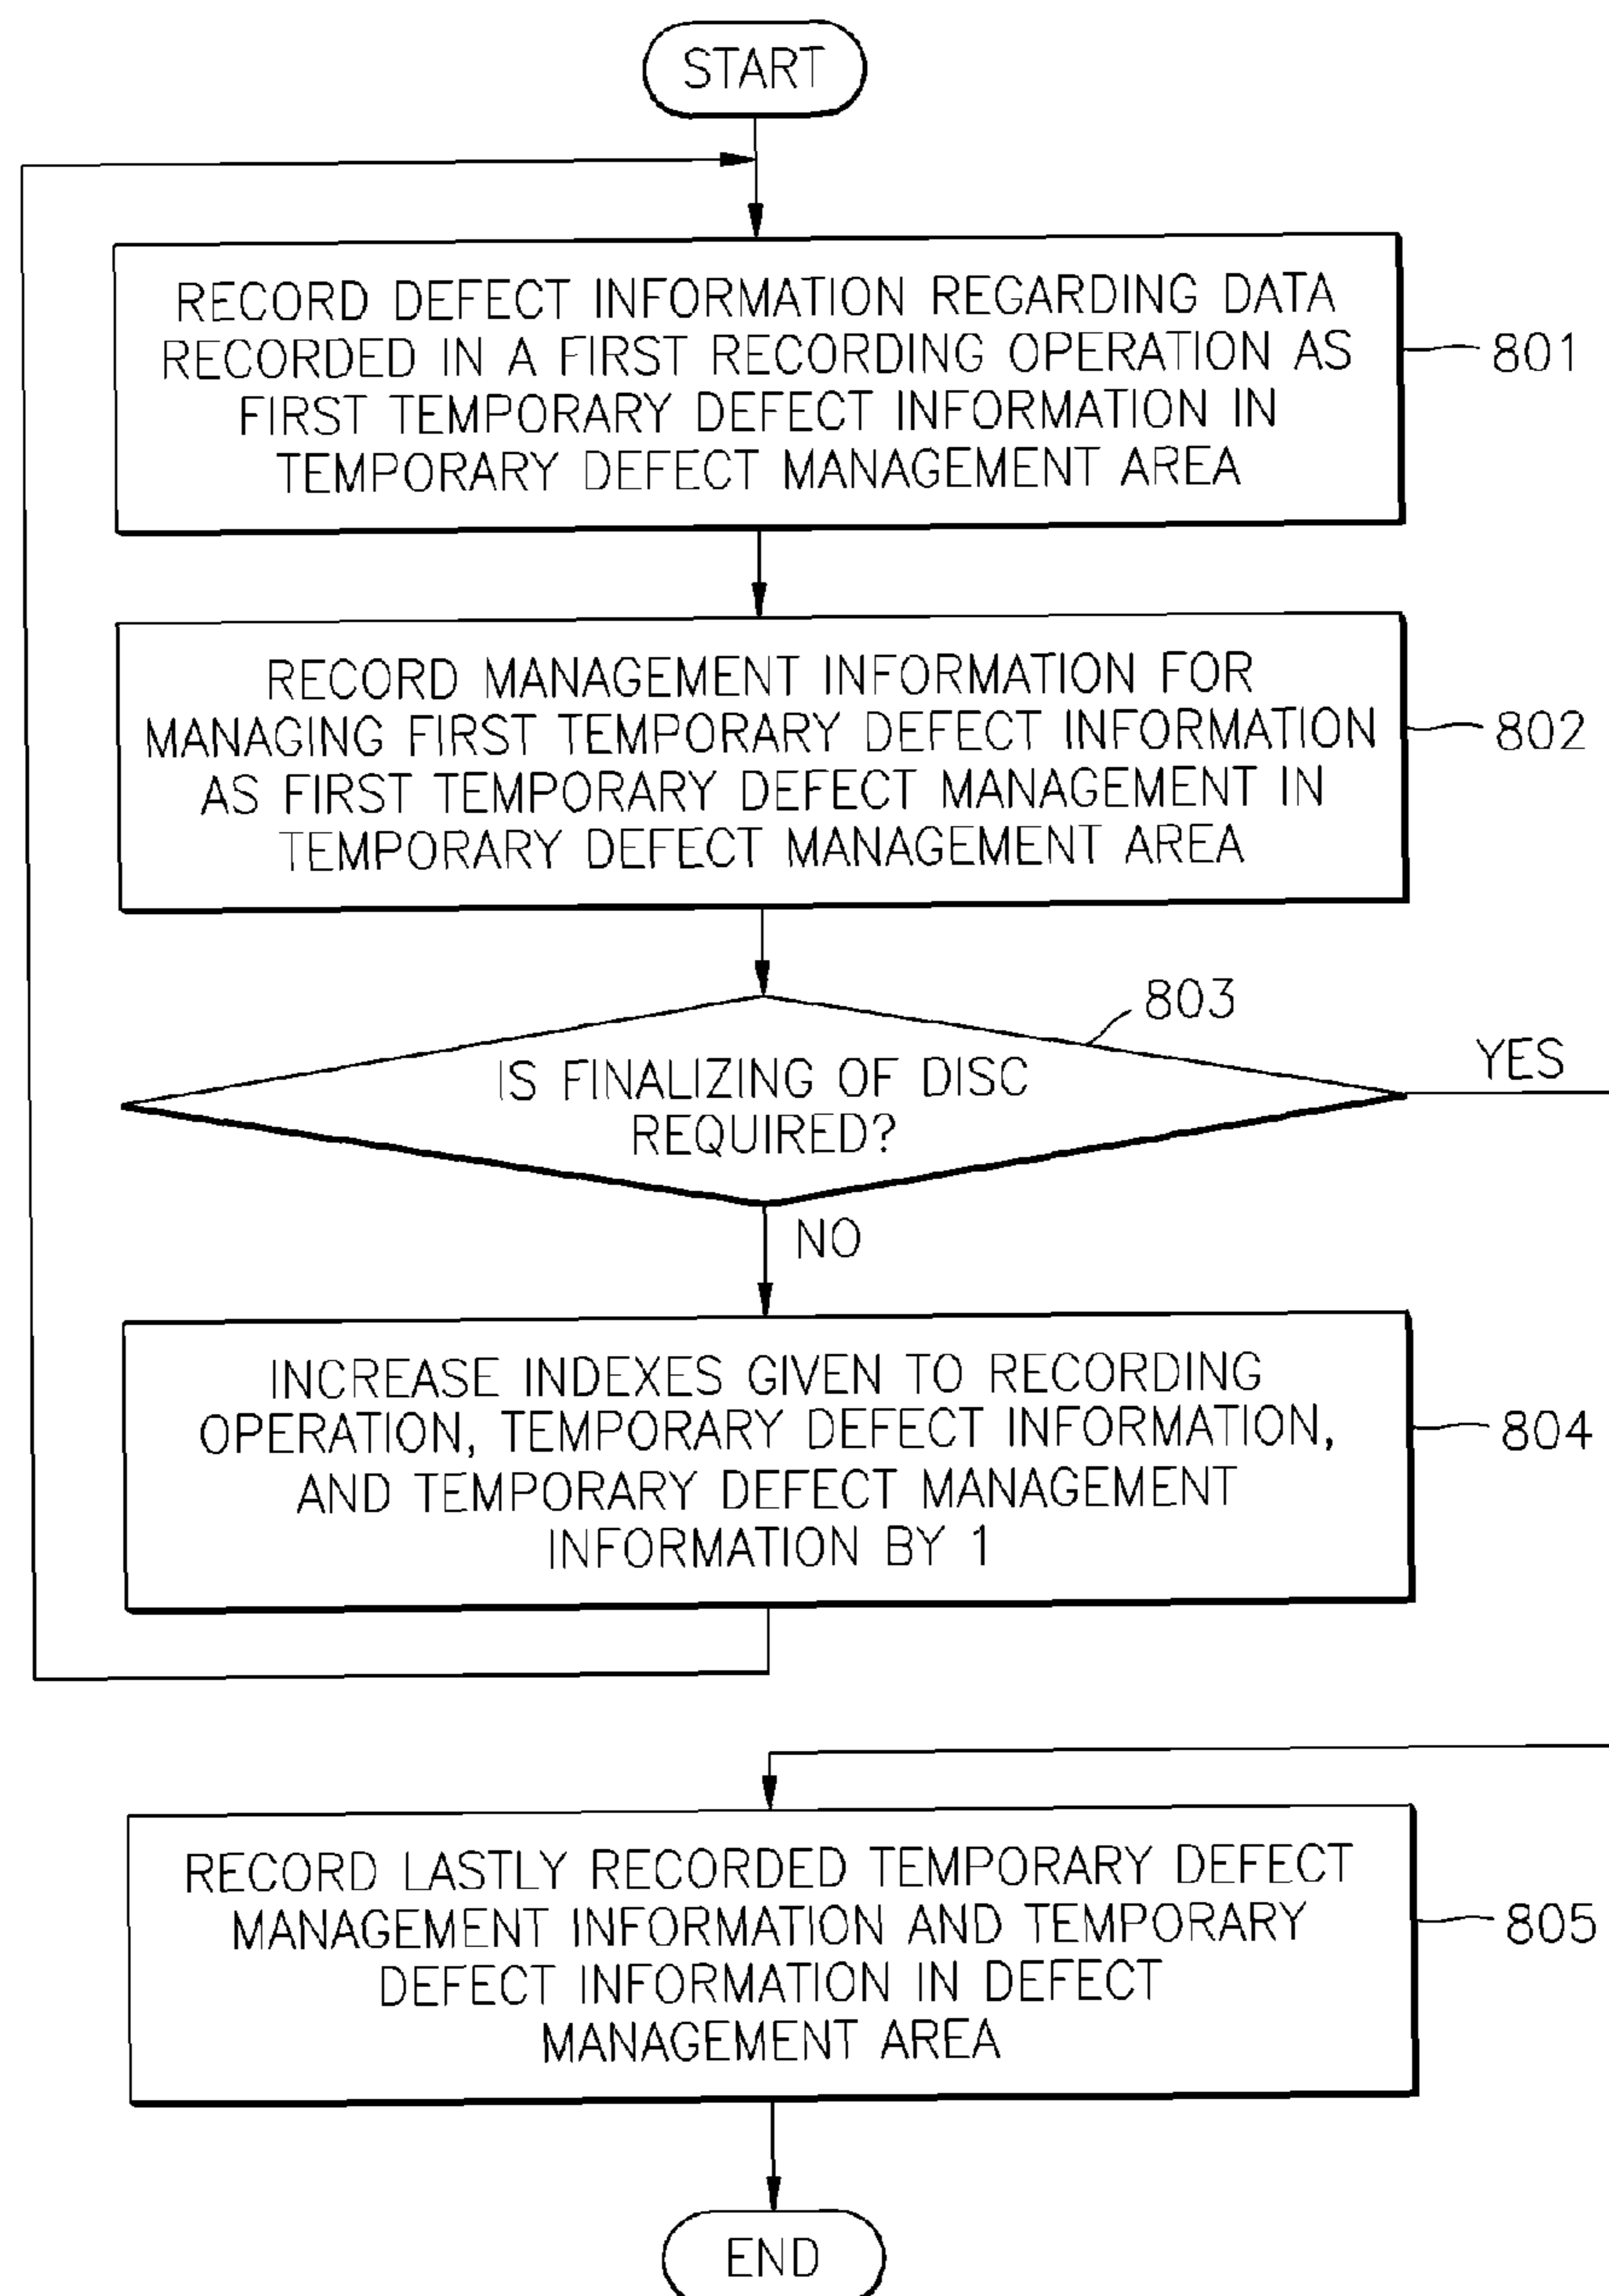 START
RECORD DEFECT INFORMATION REGARDING DATA
RECORDED IN A FIRST RECORDING OPERATION AS
FIRST TEMPORARY DEFECT INFORMATION IN
TEMPORARY DEFECT MANAGEMENT AREA
801
RECORD MANAGEMENT INFORMATION FOR
MANAGING FIRST TEMPORARY DEFECT INFORMATION
AS FIRST TEMPORARY DEFECT MANAGEMENT IN
TEMPORARY DEFECT MANAGEMENT AREA
802
803
IS FINALIZING OF DISC
REQUIRED?
YES
NO
INCREASE INDEXES GIVEN TO RECORDING
OPERATION, TEMPORARY DEFECT INFORMATION,
AND TEMPORARY DEFECT MANAGEMENT
INFORMATION BY 1
804
RECORD LASTLY RECORDED TEMPORARY DEFECT
MANAGEMENT INFORMATION AND TEMPORARY
DEFECT INFORMATION IN DEFECT
MANAGEMENT AREA
805
END